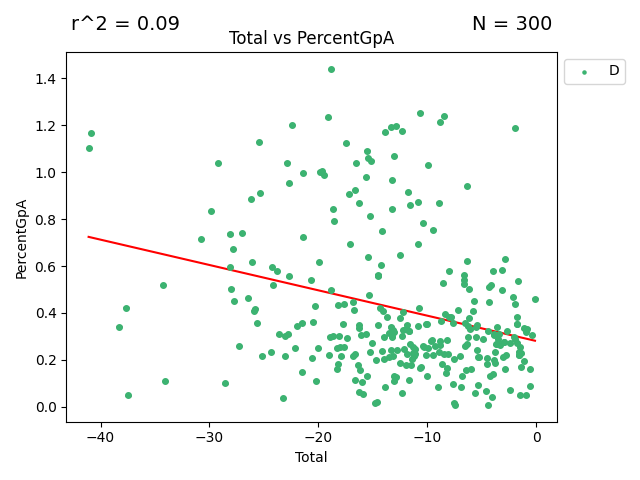 r^2 = 0.09
N = 300
Total vs PercentGpA
D
PercentGpA
1.4
1.2
1.0
0.8
0.6
0.4
0.2
0.0
−40 −30 −20 −10 0
Total